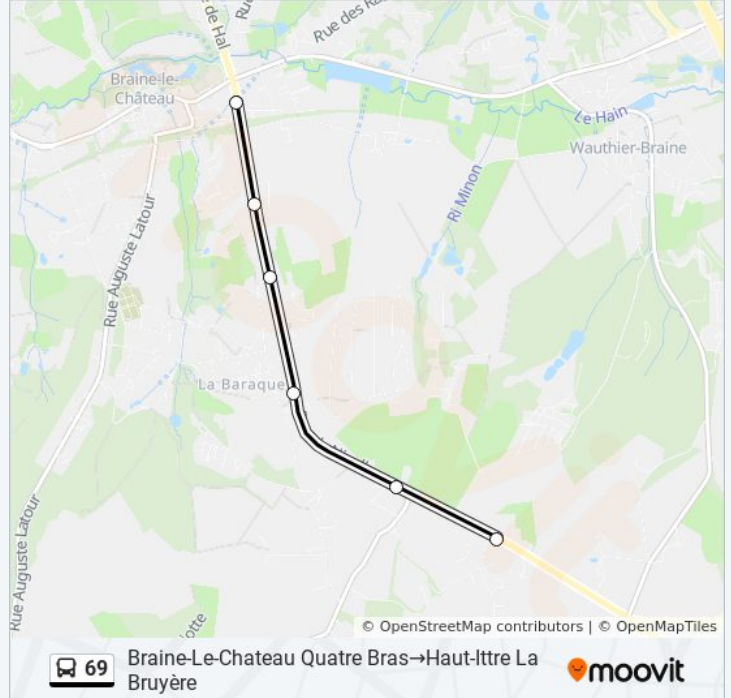 de Hal
Rue des
Braine-le-
Château
Le Hain
Wauthier-Braine
Ri Minon
Rue Auguste Latour
La Baraque
Rue Auguste Latour
© OpenStreetMap contributors | © OpenMapTiles
69
Braine-Le-Chateau Quatre Bras→Haut-Ittre La
Bruyère
moovit